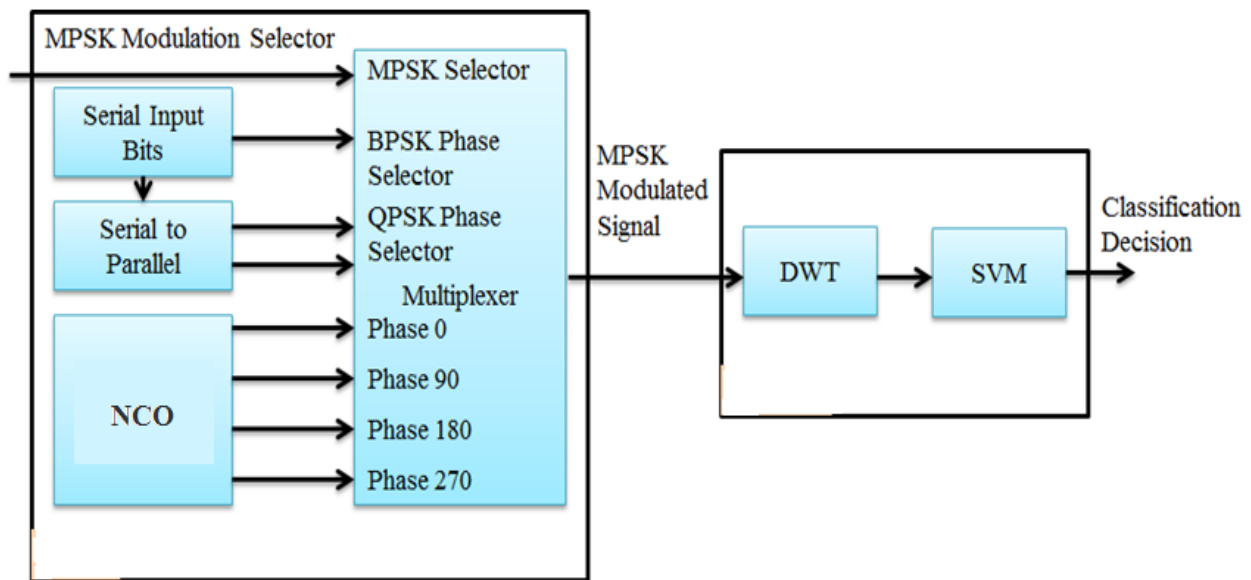 MPSK Modulation Selector
MPSK Selector
Serial Input
Bits
BPSK Phase
Selector
Serial to
Parallel
QPSK Phase
Selector
Multiplexer
NCO
Phase 0
Phase 90
Phase 180
Phase 270
MPSK
Modulated
Signal
DWT
SVM
Classification
Decision